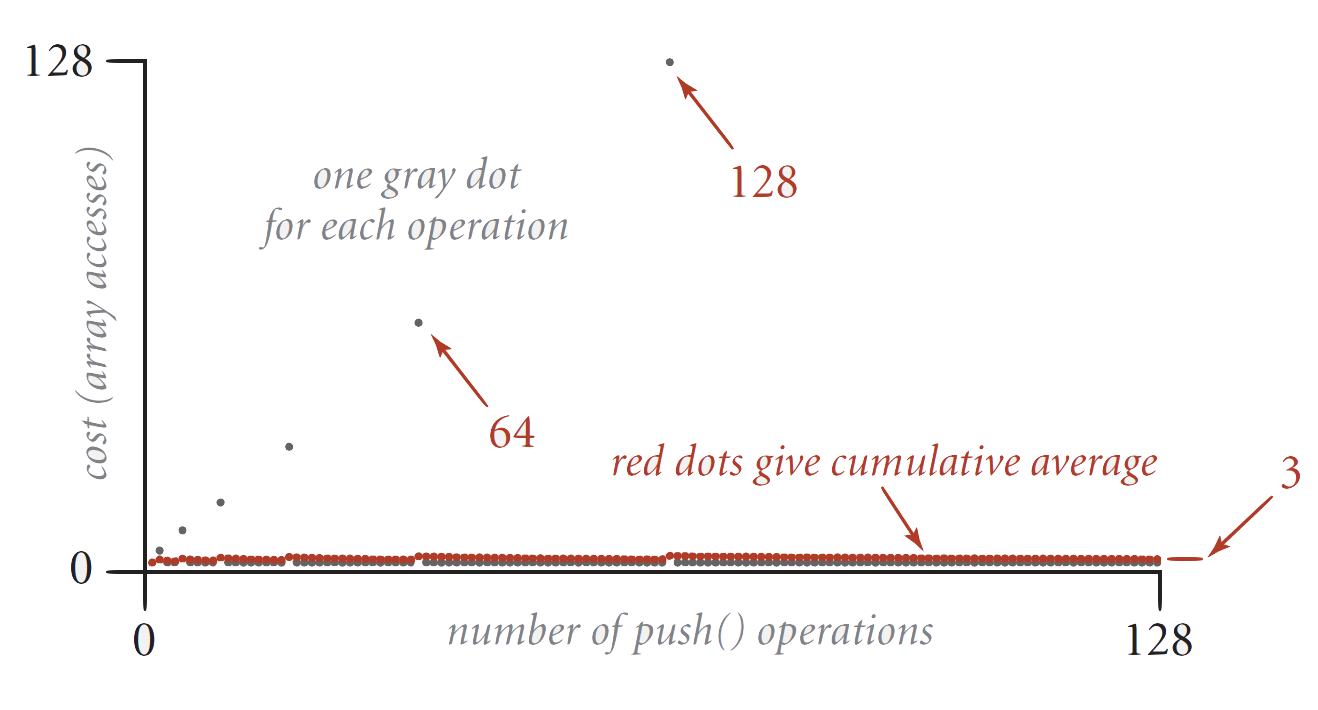 128
one gray dot
for each operation
128
cost (array accesses)
64
red dots give cumulative average
3
0
0
number of push() operations
128